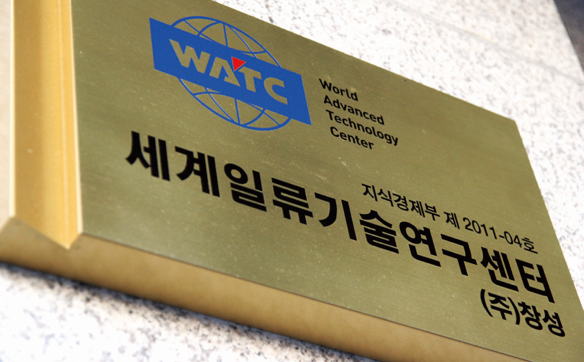 WATC
World
Advanced
Technology
Center
지식경제부 제 2011-04호
세계일류기술연구센터
(주)창성